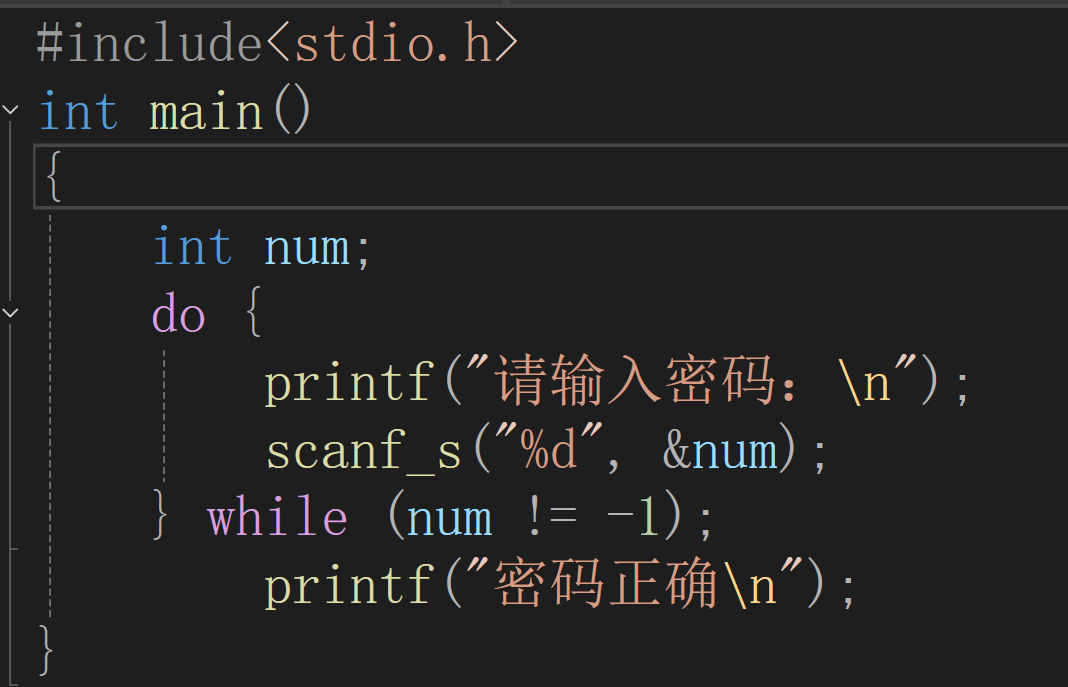 #include<stdio.h>
int main()
{
int num;
do {
printf("请输入密码：\n");
scanf_s("%d", &num);
} while (num != -1);
printf("密码正确\n");
}